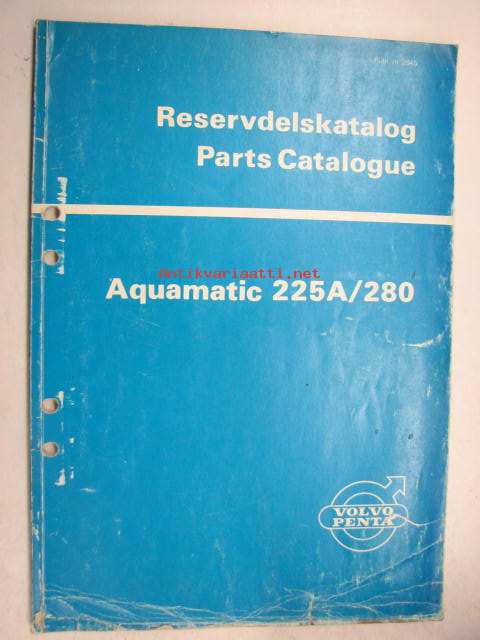 Reservdelskatalog
Parts Catalogue
Antikvariaatti.net
Aquamatic 225A/280
VOLVO
PENTA